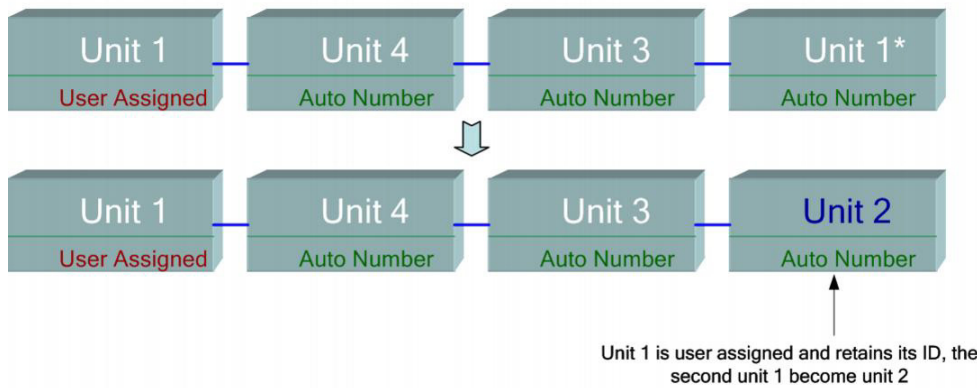 Unit 1
Unit 4
Unit 3
Unit 1*
User Assigned
Auto Number
Auto Number
Auto Number
Unit 1
Unit 4
Unit 3
Unit 2
User Assigned
Auto Number
Auto Number
Auto Number
Unit 1 is user assigned and retains its ID, the
second unit 1 become unit 2